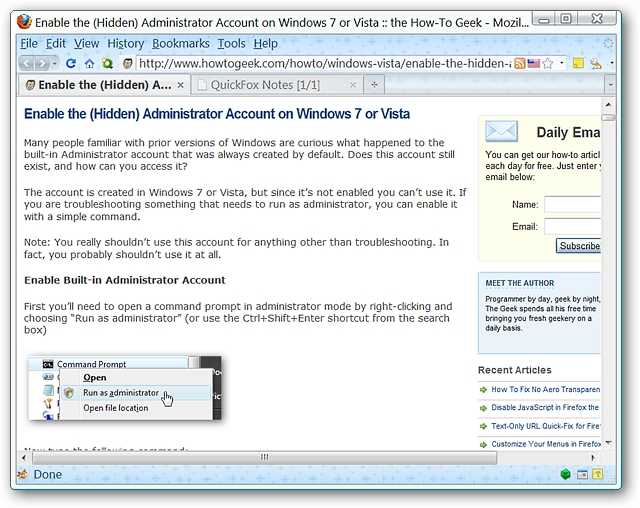 Enable the (Hidden) Administrator Account on Windows 7 or Vista :: the How-To Geek - Mozil...
File Edit View History Bookmarks Tools Help
http://www.howtogeek.com/howto/windows-vista/enable-the-hidden-a
Enable the (Hidden) A...
QuickFox Notes [1/1]
Enable the (Hidden) Administrator Account on Windows 7 or Vista
Many people familiar with prior versions of Windows are curious what happened to the
built-in Administrator account that was always created by default. Does this account still
exist, and how can you access it?
The account is created in Windows 7 or Vista, but since it's not enabled you can't use it. If
you are troubleshooting something that needs to run as administrator, you can enable it
with a simple command.
Note: You really shouldn't use this account for anything other than troubleshooting. In
fact, you probably shouldn't use it at all.
Enable Built-in Administrator Account
First you'll need to open a command prompt in administrator mode by right-clicking and
choosing "Run as administrator" (or use the Ctrl+Shift+Enter shortcut from the search
box)
Command Prompt
Open
Run as administrator
Open file location
Now type the following command:
Daily Ema
You can get our how-to articl
each day for free. Just enter y
email below:
Name:
Email:
Subscribe
MEET THE AUTHOR
Programmer by day, geek by night,
The Geek spends all his free time
bringing you fresh geekery on a
daily basis.
Recent Articles
How To Fix No Aero Transparen
Disable JavaScript in Firefox the
Text-Only URL Quick-Fix for Fire
Customize Your Menus in Firefox
Done